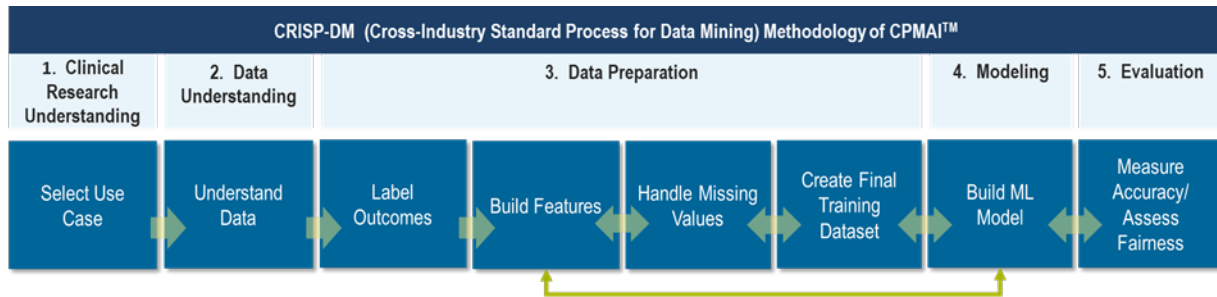 CRISP-DM (Cross-Industry Standard Process for Data Mining) Methodology of CPMAI™
1. Clinical
Research
Understanding
2. Data
Understanding
3. Data Preparation
4. Modeling
5. Evaluation
Select Use
Case
Understand
Data
Label
Outcomes
Build Features
Handle Missing
Values
Create Final
Training
Dataset
Build ML
Model
Measure
Accuracy/
Assess
Fairness